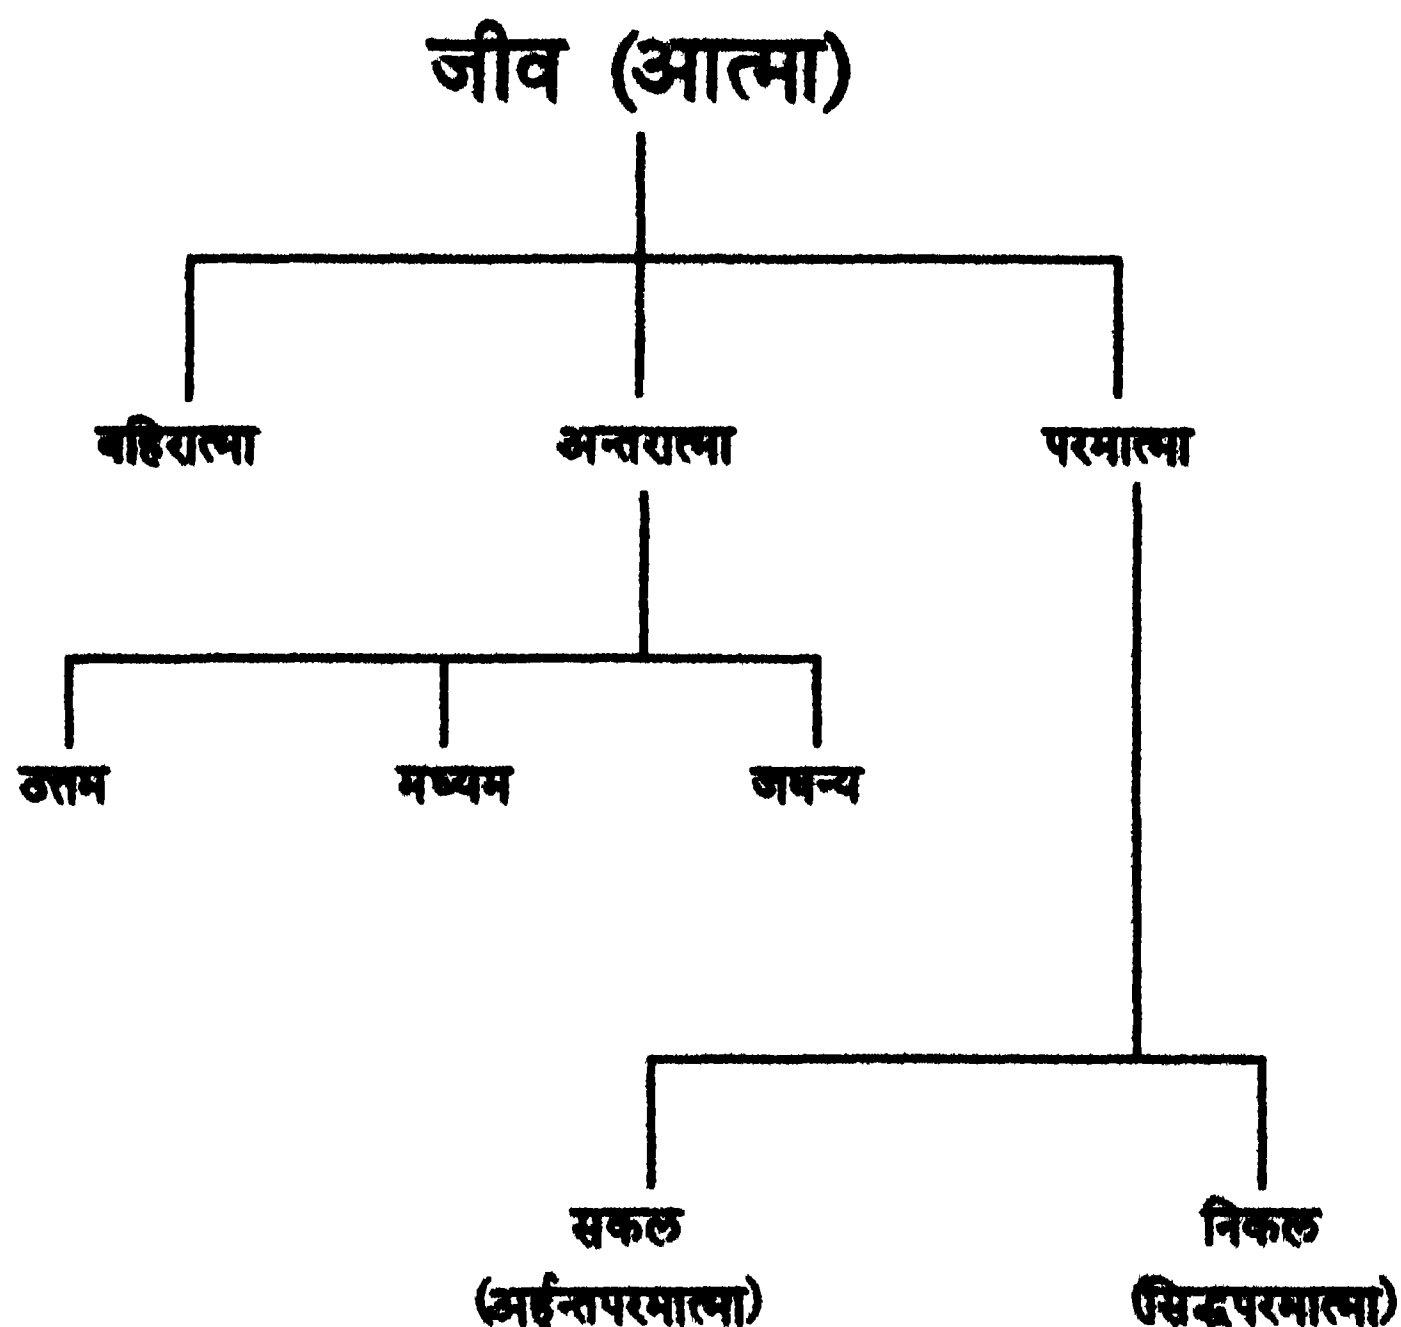 जीव (आत्मा)
बहिरात्मा अन्तरात्मा परमात्मा
उत्तम मध्यम जघन्य
सकल निकल
(अर्हन्तपरमात्मा) (सिद्धपरमात्मा)